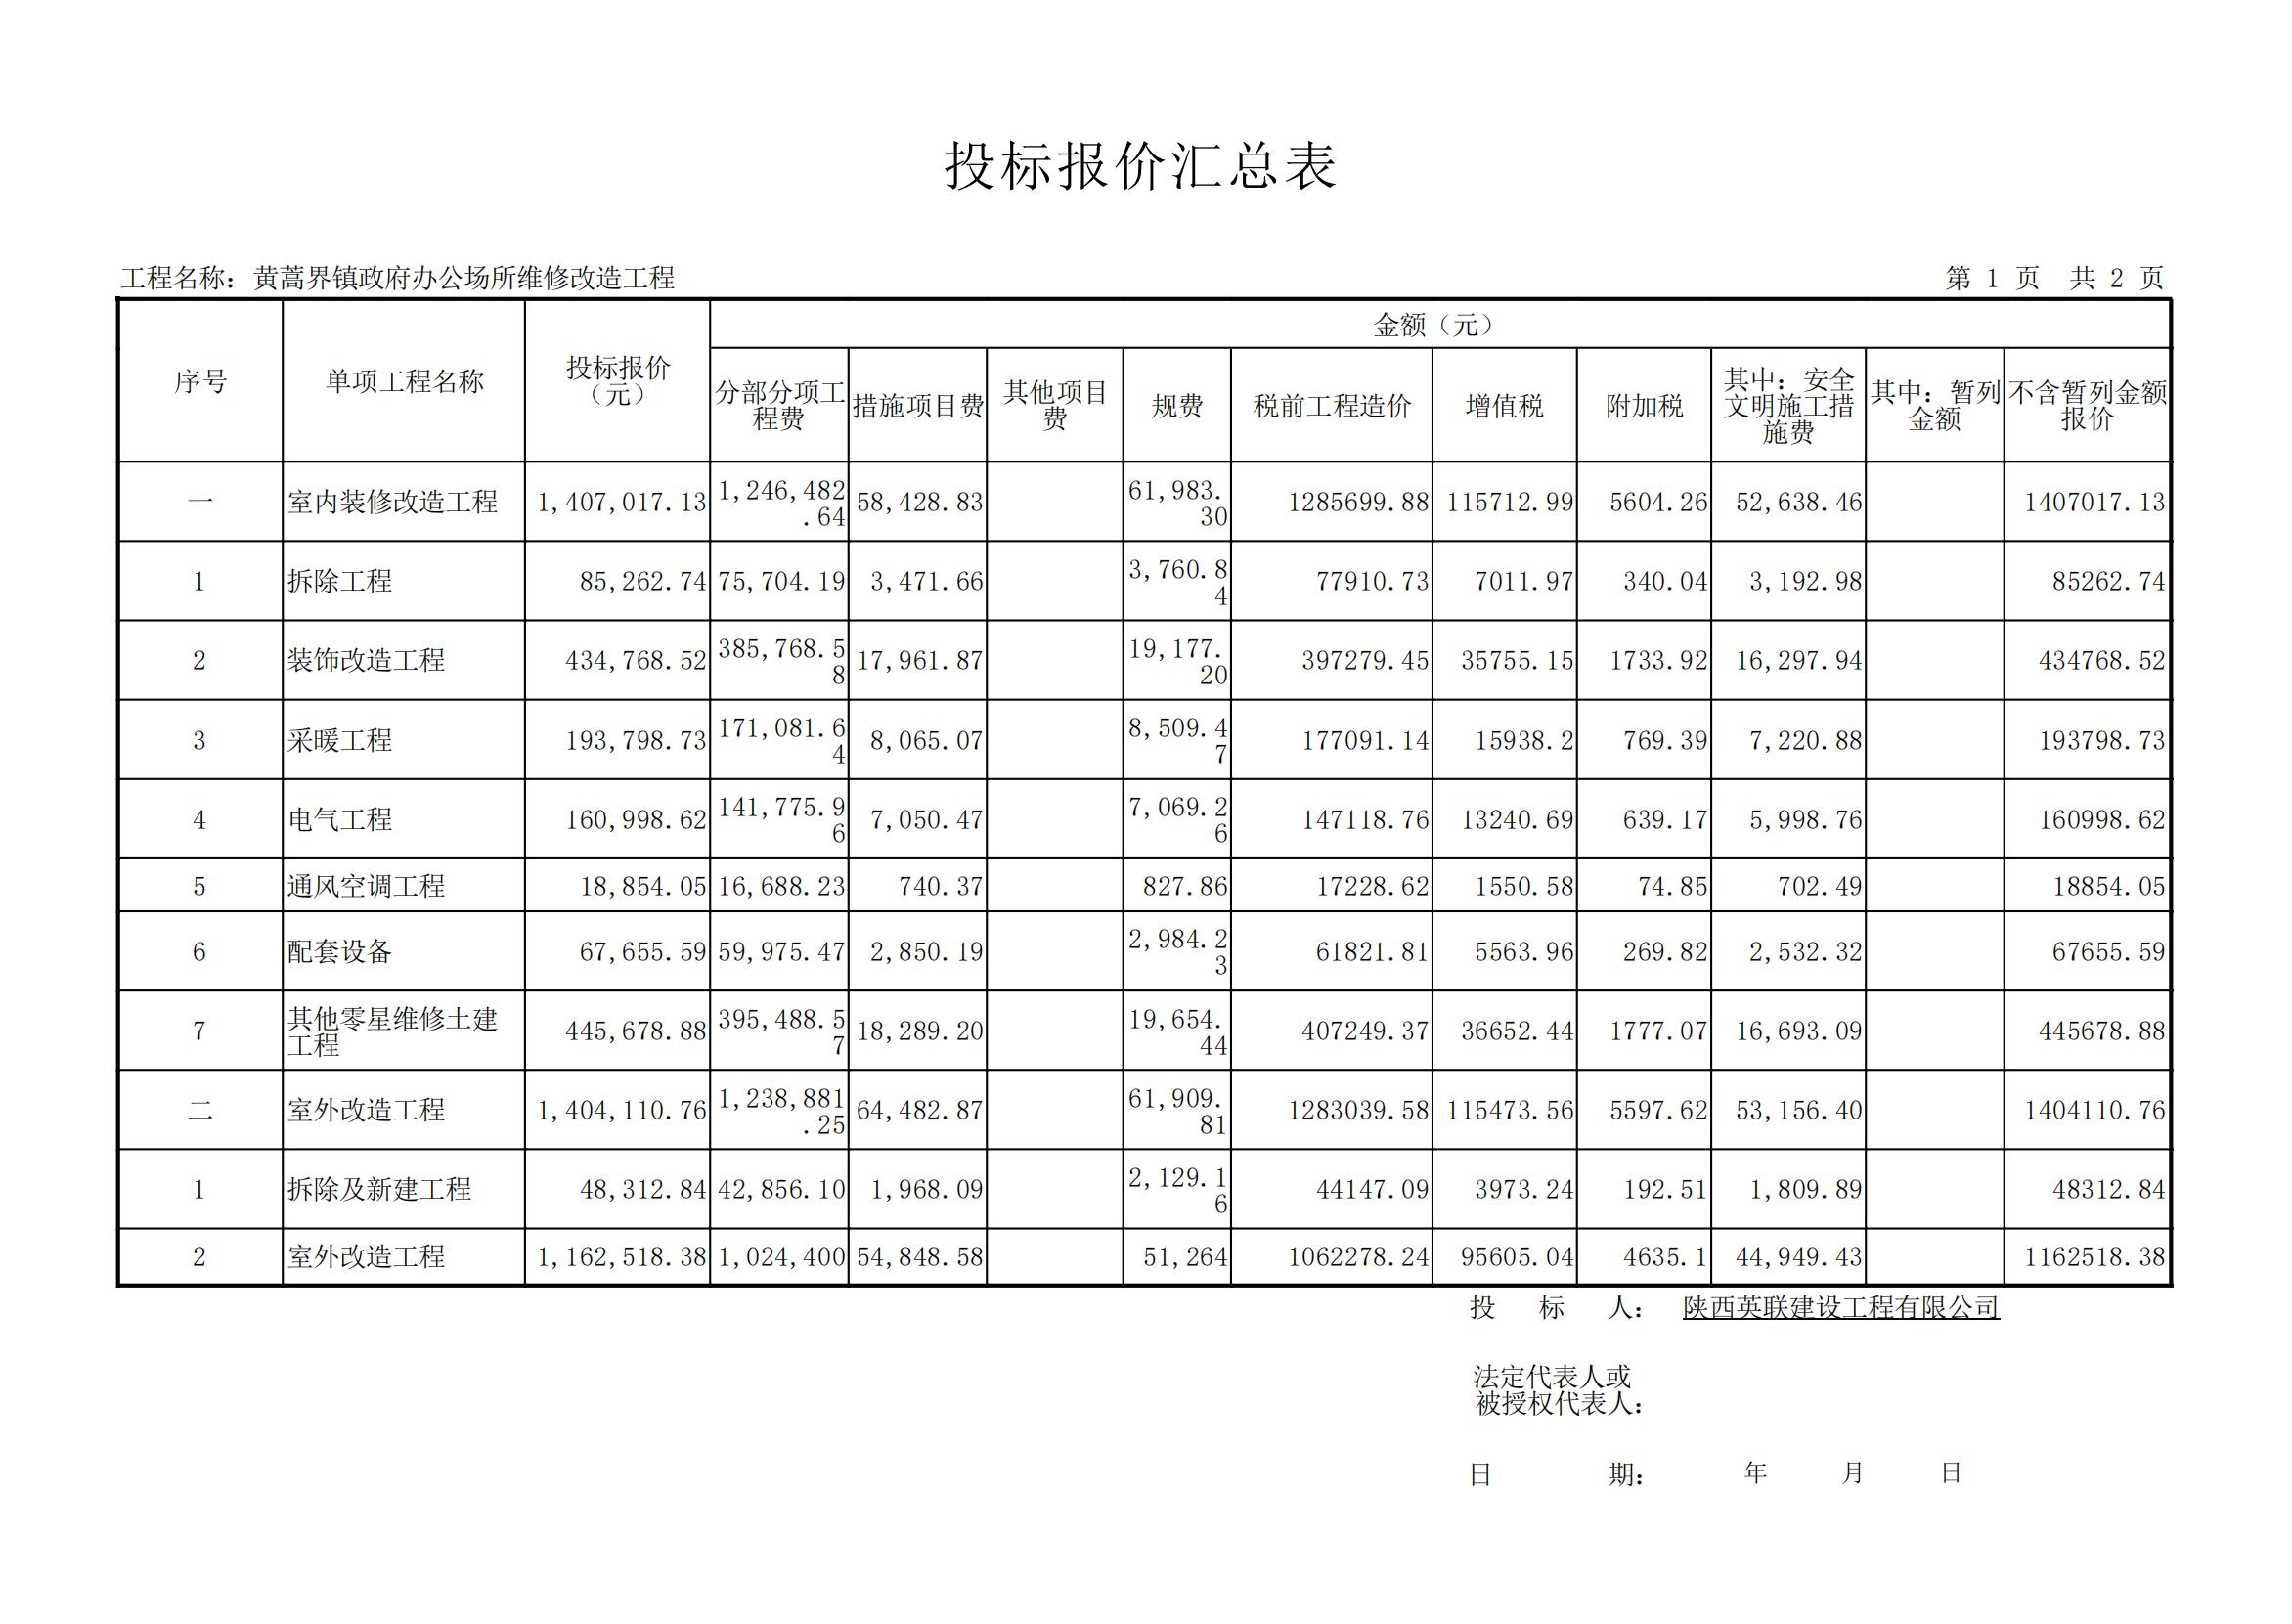 投标报价汇总表
工程名称：黄蒿界镇政府办公场所维修改造工程 第 1 页 共 2 页
序号 单项工程名称 投标报价（元） 金额（元）
分部分项工程费 措施项目费 其他项目费 规费 税前工程造价 增值税 附加税 其中：安全文明施工措施费 其中：暂列金额 不含暂列金额报价
一 室内装修改造工程 1,407,017.13 1,246,482.64 58,428.83 61,983.30 1285699.88 115712.99 5604.26 52,638.46 1407017.13
1 拆除工程 85,262.74 75,704.19 3,471.66 3,760.84 77910.73 7011.97 340.04 3,192.98 85262.74
2 装饰改造工程 434,768.52 385,768.58 17,961.87 19,177.20 397279.45 35755.15 1733.92 16,297.94 434768.52
3 采暖工程 193,798.73 171,081.64 8,065.07 8,509.47 177091.14 15938.2 769.39 7,220.88 193798.73
4 电气工程 160,998.62 141,775.96 7,050.47 7,069.26 147118.76 13240.69 639.17 5,998.76 160998.62
5 通风空调工程 18,854.05 16,688.23 740.37 827.86 17228.62 1550.58 74.85 702.49 18854.05
6 配套设备 67,655.59 59,975.47 2,850.19 2,984.23 61821.81 5563.96 269.82 2,532.32 67655.59
7 其他零星维修土建工程 445,678.88 395,488.57 18,289.20 19,654.44 407249.37 36652.44 1777.07 16,693.09 445678.88
二 室外改造工程 1,404,110.76 1,238,881.25 64,482.87 61,909.81 1283039.58 115473.56 5597.62 53,156.40 1404110.76
1 拆除及新建工程 48,312.84 42,856.10 1,968.09 2,129.16 44147.09 3973.24 192.51 1,809.89 48312.84
2 室外改造工程 1,162,518.38 1,024,400 54,848.58 51,264 1062278.24 95605.04 4635.1 44,949.43 1162518.38
投 标 人： 陕西英联建设工程有限公司
法定代表人或
被授权代表人：
日 期： 年 月 日